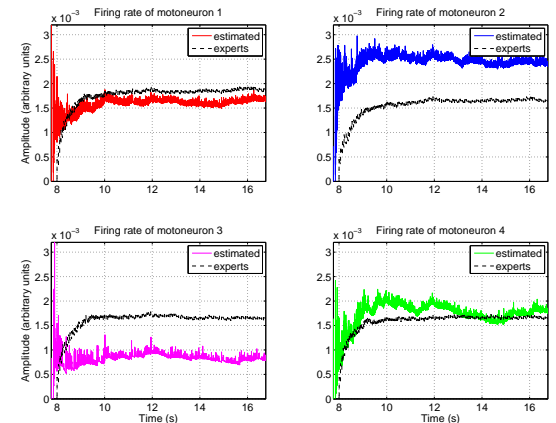 Firing rate of motoneuron 1
x 10⁻³
Amplitude (arbitrary units)
3
2.5
2
1.5
1
0.5
0
8 10 12 14 16
estimated
experts
Firing rate of motoneuron 2
x 10⁻³
3
2.5
2
1.5
1
0.5
0
8 10 12 14 16
estimated
experts
Firing rate of motoneuron 3
x 10⁻³
Amplitude (arbitrary units)
3
2.5
2
1.5
1
0.5
0
8 10 12 14 16
Time (s)
estimated
experts
Firing rate of motoneuron 4
x 10⁻³
3
2.5
2
1.5
1
0.5
0
8 10 12 14 16
Time (s)
estimated
experts